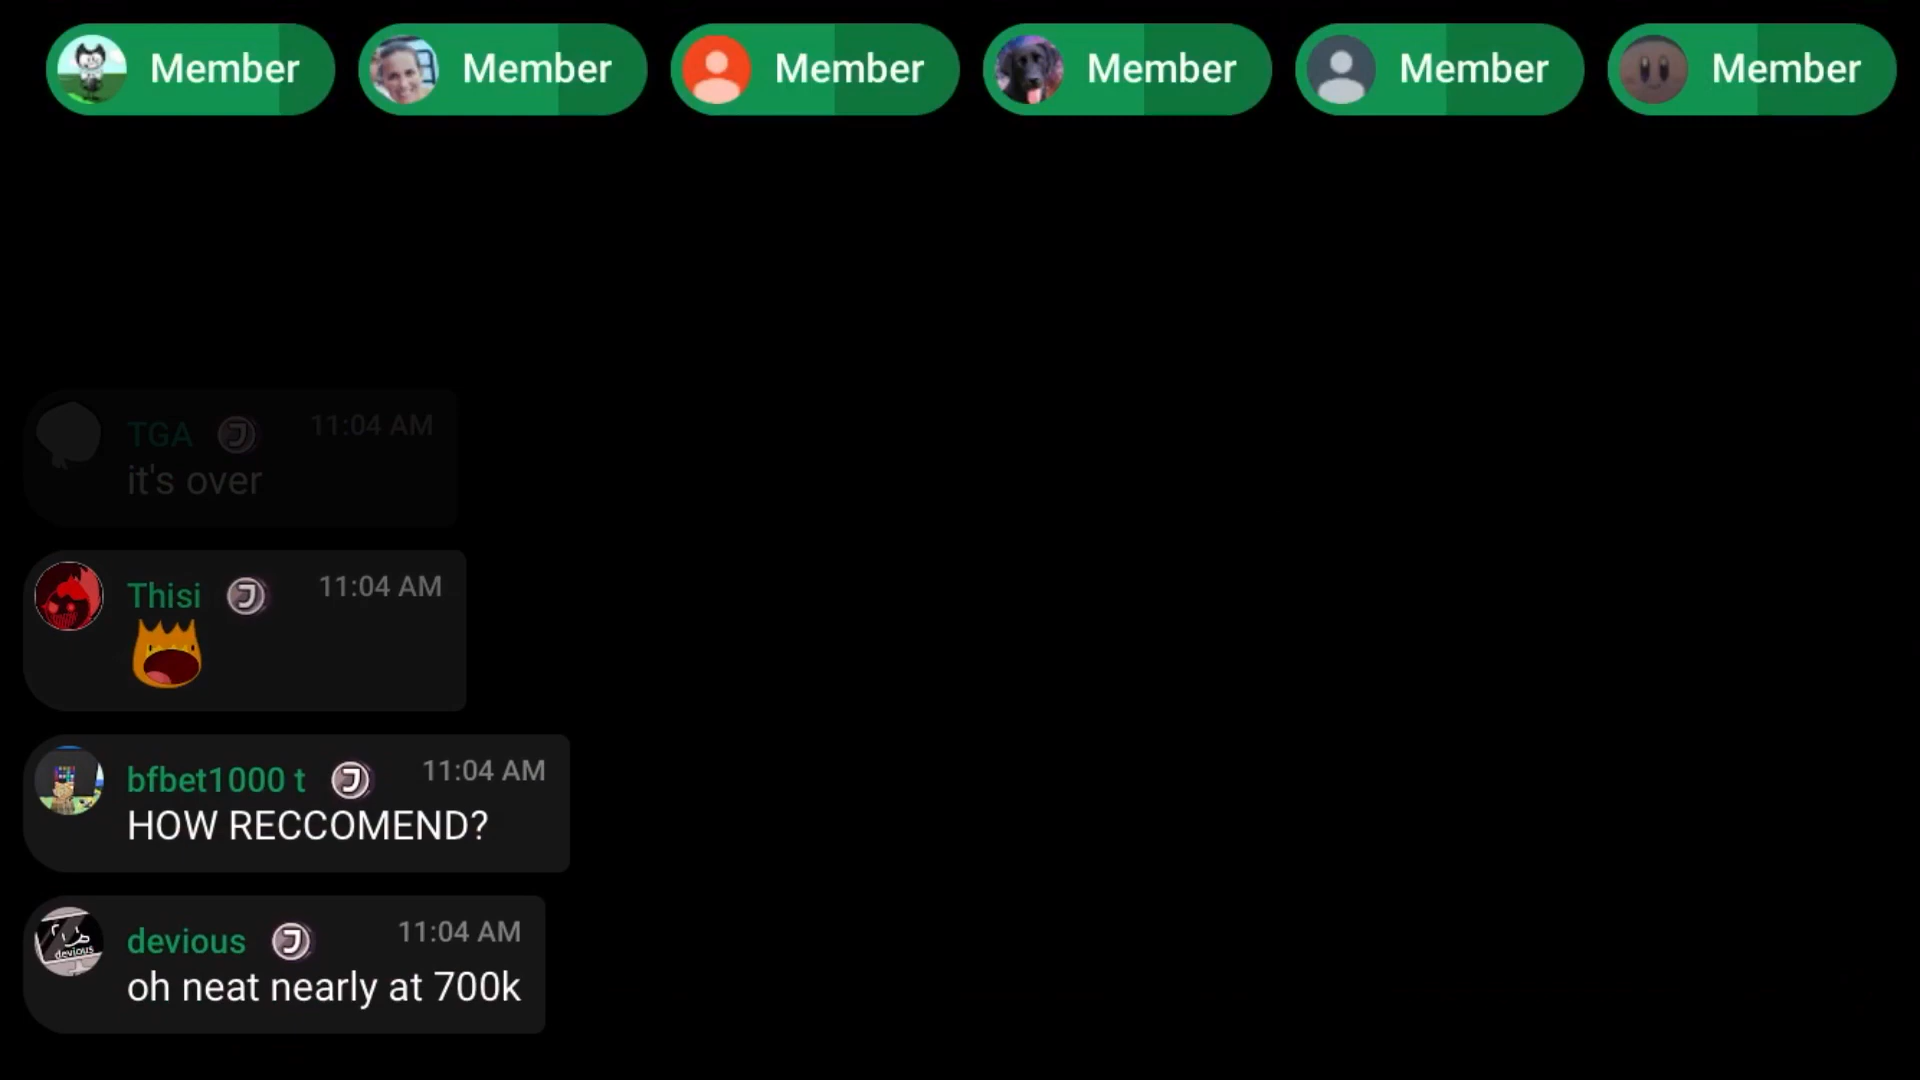 Member Member Member Member Member Member
TGA 11:04 AM
it's over
Thisi 11:04 AM
bfbet1000 t 11:04 AM
HOW RECCOMEND?
devious
devious 11:04 AM
oh neat nearly at 700k